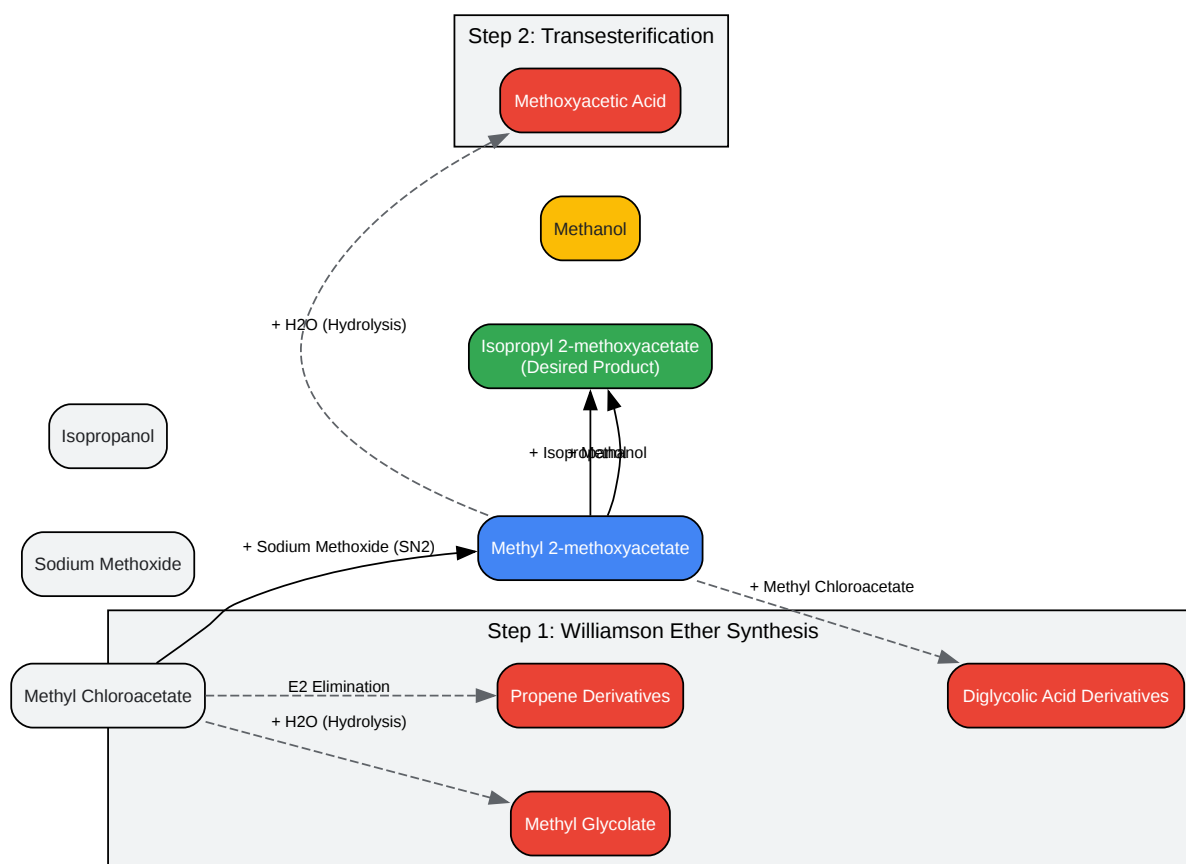 Step 2: Transesterification
Methoxyacetic Acid
Methanol
+ H2O (Hydrolysis)
Isopropyl 2-methoxyacetate
(Desired Product)
Isopropanol
+ Isopropanol
+ Methanol
Sodium Methoxide
+ Sodium Methoxide (SN2)
Methyl 2-methoxyacetate
+ Methyl Chloroacetate
Step 1: Williamson Ether Synthesis
Methyl Chloroacetate
E2 Elimination
Propene Derivatives
Diglycolic Acid Derivatives
+ H2O (Hydrolysis)
Methyl Glycolate